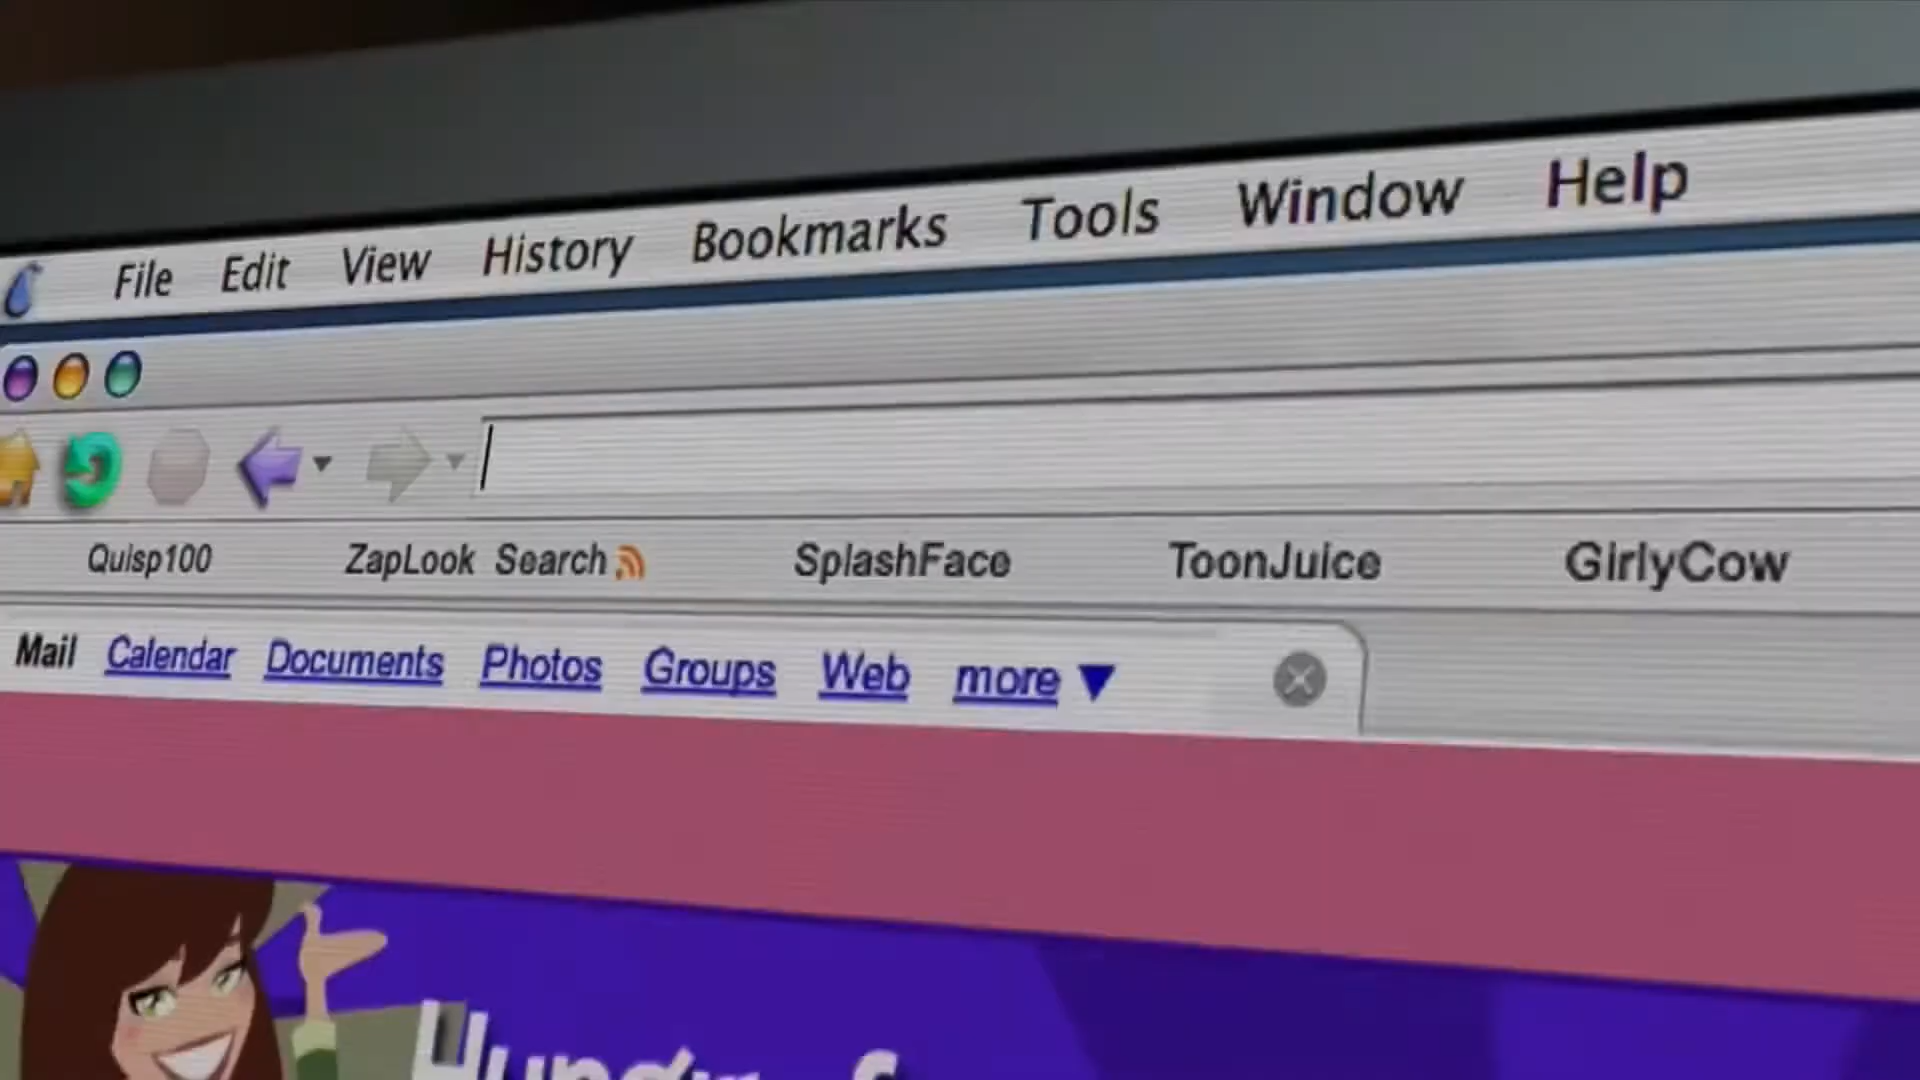 File Edit View History Bookmarks Tools Window Help
Quisp100 ZapLook Search SplashFace ToonJuice GirlyCow
Mail Calendar Documents Photos Groups Web more
Hungry f